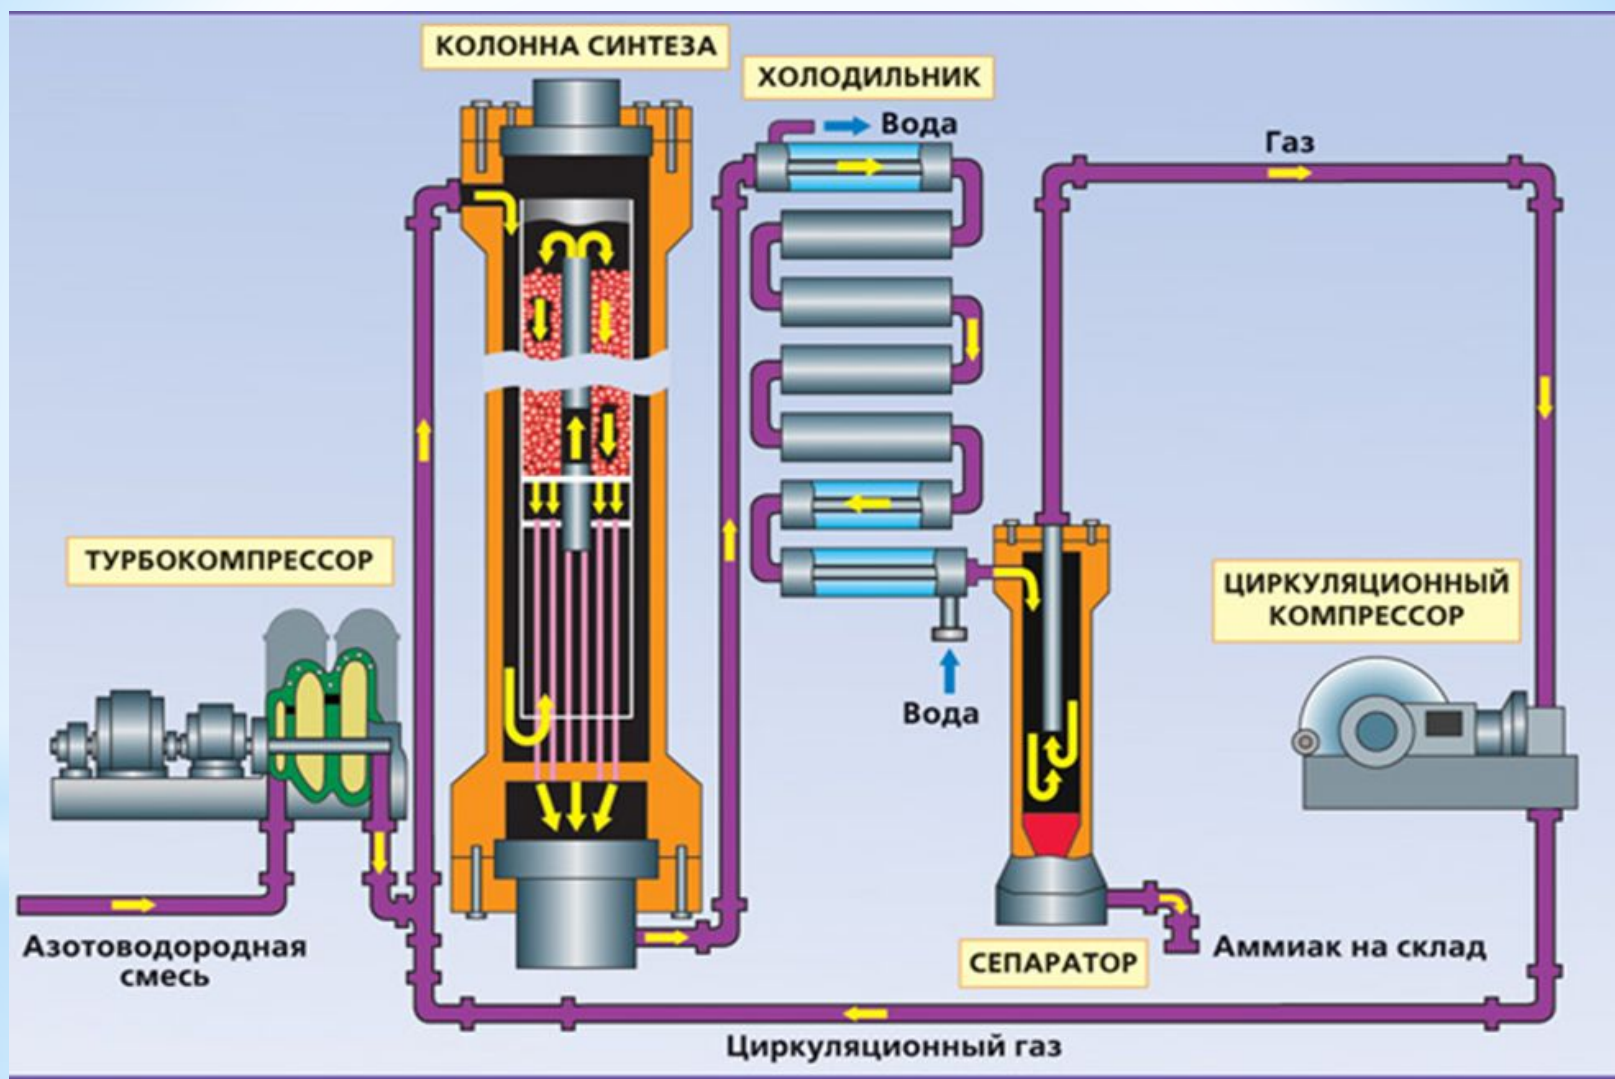 КОЛОННА СИНТЕЗА
ХОЛОДИЛЬНИК
Вода
Газ
ТУРБОКОМПРЕССОР
ЦИРКУЛЯЦИОННЫЙ
КОМПРЕССОР
Вода
Азотоводородная
смесь
СЕПАРАТОР
Аммиак на склад
Циркуляционный газ